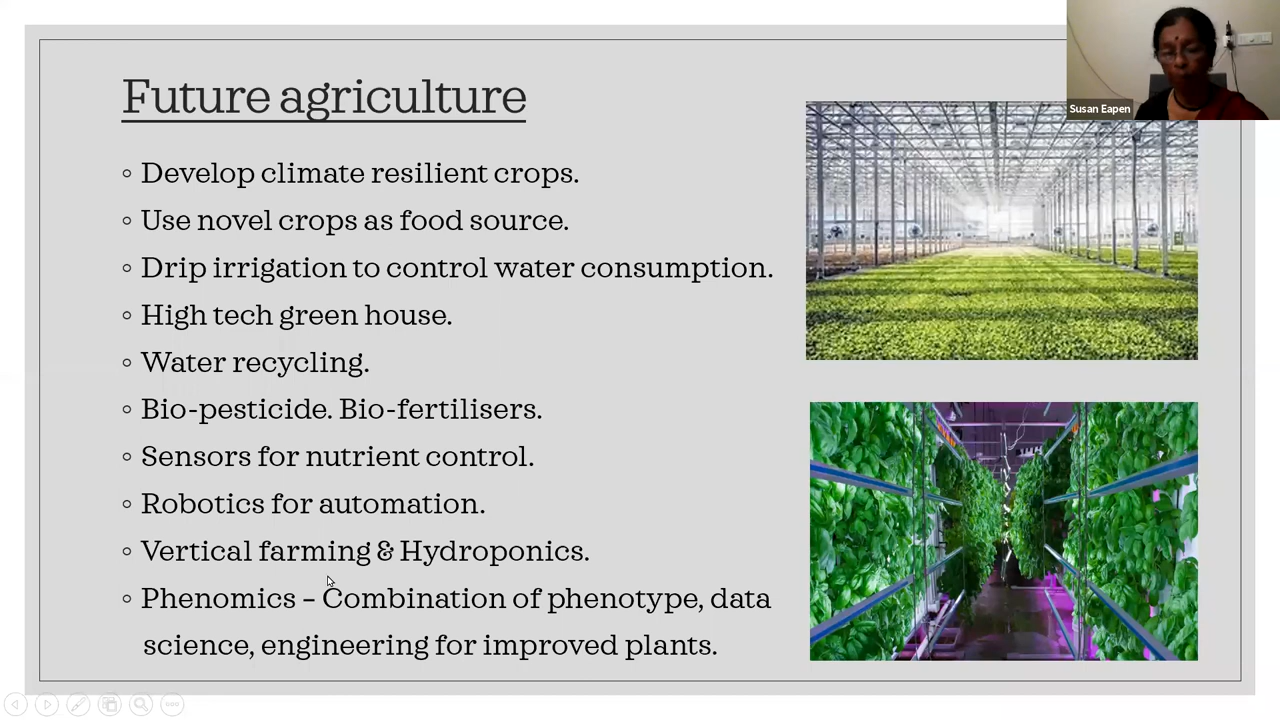 Future agriculture
Develop climate resilient crops.
Use novel crops as food source.
Drip irrigation to control water consumption.
High tech green house.
Water recycling.
Bio-pesticide. Bio-fertilisers.
Sensors for nutrient control.
Robotics for automation.
Vertical farming & Hydroponics.
Phenomics – Combination of phenotype, data
science, engineering for improved plants.
Susan Eapen